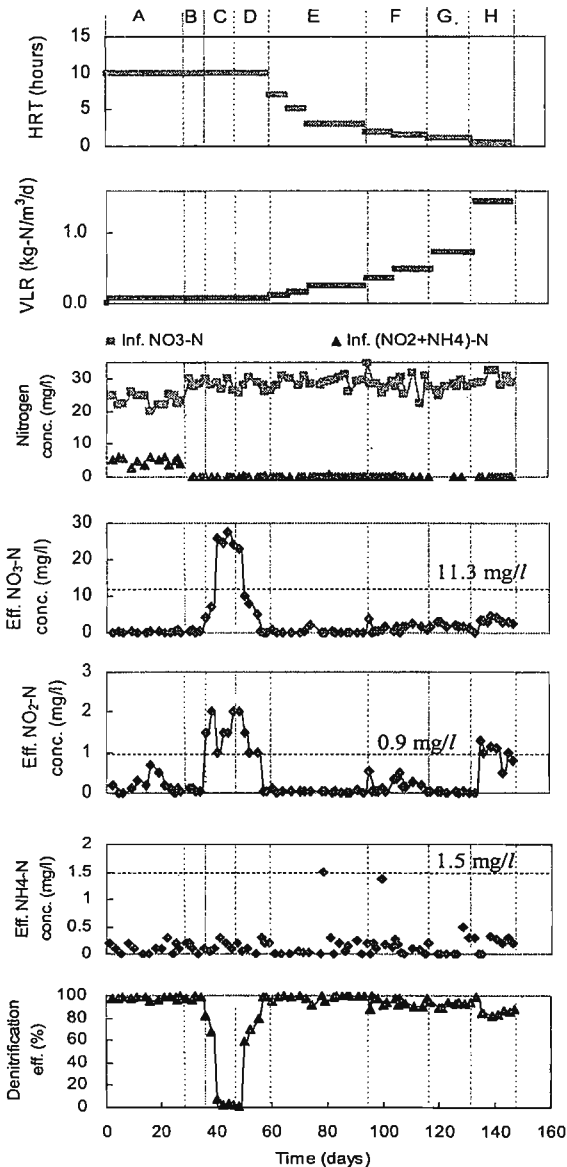 A B C D E F G. H
HRT (hours)
15
10
5
0
VLR (kg-N/m³/d)
1.0
0.0
Inf. NO3-N Inf. (NO2+NH4)-N
Nitrogen
conc. (mg/l)
30
20
10
0
Eff. NO₃-N
conc. (mg/l)
30
20
10
0
11.3 mg/l
Eff. NO₂-N
conc. (mg/l)
3
2
1
0
0.9 mg/l
Eff. NH4-N
conc. (mg/l)
2
1.5
1
0.5
0
1.5 mg/l
Denitrification
eff. (%)
100
80
60
40
20
0
0 20 40 60 80 100 120 140 160
Time (days)